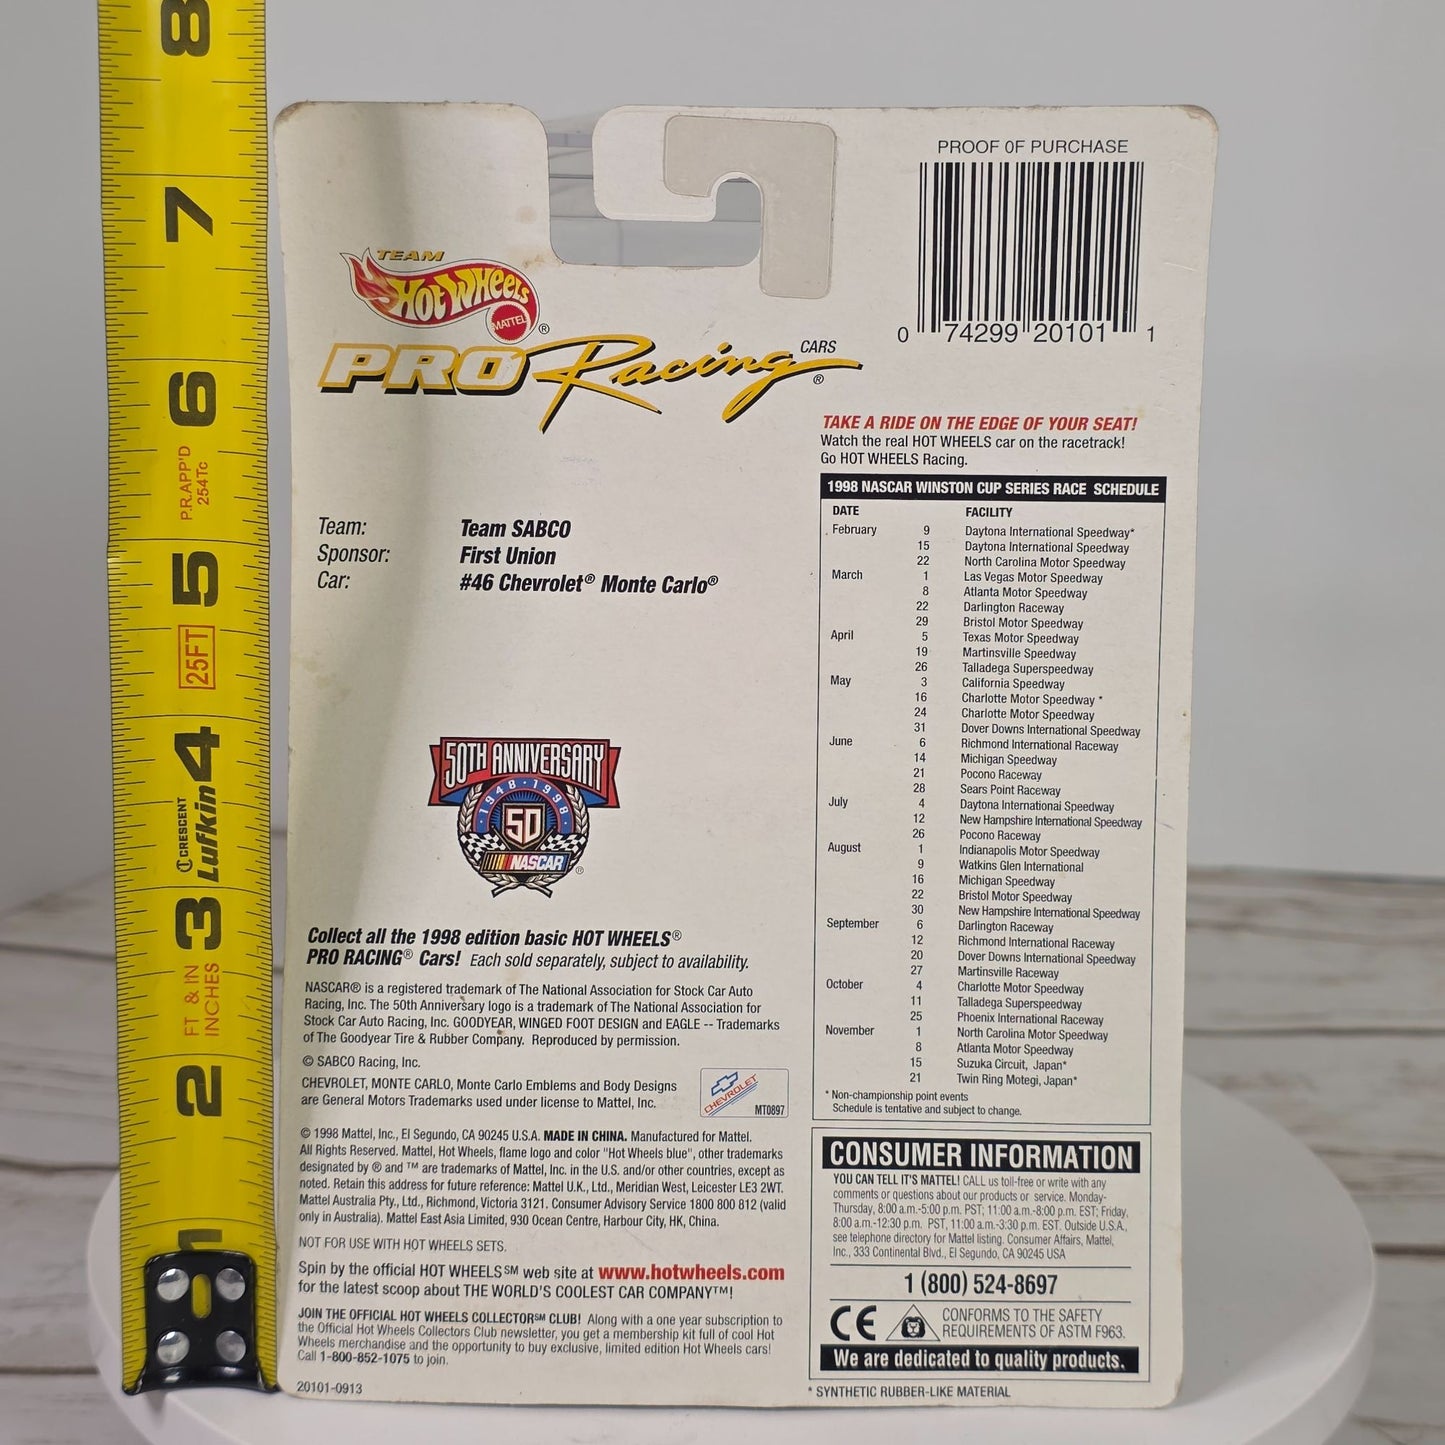 8
7
6
P.R.APP'D
254Tc
5
25FT
4
CRESCENT
Lufkin
3
FT & IN
INCHES
2
1
PROOF OF PURCHASE
0 74299 20101 1
TEAM
Hot Wheels
MATTEL
®
PRO Racing CARS
®
TAKE A RIDE ON THE EDGE OF YOUR SEAT!
Watch the real HOT WHEELS car on the racetrack!
Go HOT WHEELS Racing.
Team: Team SABCO
Sponsor: First Union
Car: #46 Chevrolet® Monte Carlo®
1998 NASCAR WINSTON CUP SERIES RACE SCHEDULE
DATE FACILITY
February 9 Daytona International Speedway*
15 Daytona International Speedway
22 North Carolina Motor Speedway
March 1 Las Vegas Motor Speedway
8 Atlanta Motor Speedway
22 Darlington Raceway
29 Bristol Motor Speedway
April 5 Texas Motor Speedway
19 Martinsville Speedway
26 Talladega Superspeedway
May 3 California Speedway
16 Charlotte Motor Speedway *
24 Charlotte Motor Speedway
31 Dover Downs International Speedway
June 6 Richmond International Raceway
14 Michigan Speedway
21 Pocono Raceway
28 Sears Point Raceway
July 4 Daytona International Speedway
12 New Hampshire International Speedway
26 Pocono Raceway
August 1 Indianapolis Motor Speedway
9 Watkins Glen International
16 Michigan Speedway
22 Bristol Motor Speedway
30 New Hampshire International Speedway
September 6 Darlington Raceway
12 Richmond International Raceway
20 Dover Downs International Speedway
27 Martinsville Raceway
October 4 Charlotte Motor Speedway
11 Talladega Superspeedway
25 Phoenix International Raceway
November 1 North Carolina Motor Speedway
8 Atlanta Motor Speedway
15 Suzuka Circuit, Japan*
21 Twin Ring Motegi, Japan*
* Non-championship point events
Schedule is tentative and subject to change.
50TH ANNIVERSARY
1948 · 1998
50
NASCAR
®
Collect all the 1998 edition basic HOT WHEELS®
PRO RACING® Cars! Each sold separately, subject to availability.
NASCAR® is a registered trademark of The National Association for Stock Car Auto
Racing, Inc. The 50th Anniversary logo is a trademark of The National Association for
Stock Car Auto Racing, Inc. GOODYEAR, WINGED FOOT DESIGN and EAGLE -- Trademarks
of The Goodyear Tire & Rubber Company. Reproduced by permission.
© SABCO Racing, Inc.
CHEVROLET, MONTE CARLO, Monte Carlo Emblems and Body Designs
are General Motors Trademarks used under license to Mattel, Inc.
CHEVROLET
MT0897
© 1998 Mattel, Inc., El Segundo, CA 90245 U.S.A. MADE IN CHINA. Manufactured for Mattel.
All Rights Reserved. Mattel, Hot Wheels, flame logo and color "Hot Wheels blue", other trademarks
designated by ® and ™ are trademarks of Mattel, Inc. in the U.S. and/or other countries, except as
noted. Retain this address for future reference: Mattel U.K., Ltd., Meridian West, Leicester LE3 2WT.
Mattel Australia Pty., Ltd., Richmond, Victoria 3121. Consumer Advisory Service 1800 800 812 (valid
only in Australia). Mattel East Asia Limited, 930 Ocean Centre, Harbour City, HK, China.
NOT FOR USE WITH HOT WHEELS SETS.
Spin by the official HOT WHEELS℠ web site at www.hotwheels.com
for the latest scoop about THE WORLD'S COOLEST CAR COMPANY™!
JOIN THE OFFICIAL HOT WHEELS COLLECTOR℠ CLUB! Along with a one year subscription to
the Official Hot Wheels Collectors Club newsletter, you get a membership kit full of cool Hot
Wheels merchandise and the opportunity to buy exclusive, limited edition Hot Wheels cars!
Call 1-800-852-1075 to join.
20101-0913
CONSUMER INFORMATION
YOU CAN TELL IT'S MATTEL! CALL us toll-free or write with any
comments or questions about our products or service. Monday-
Thursday, 8:00 a.m.-5:00 p.m. PST; 11:00 a.m.-8:00 p.m. EST; Friday,
8:00 a.m.-12:30 p.m. PST, 11:00 a.m.-3:30 p.m. EST. Outside U.S.A.,
see telephone directory for Mattel listing. Consumer Affairs, Mattel,
Inc., 333 Continental Blvd., El Segundo, CA 90245 USA
1 (800) 524-8697
CE
CONFORMS TO THE SAFETY
REQUIREMENTS OF ASTM F963.
We are dedicated to quality products.
* SYNTHETIC RUBBER-LIKE MATERIAL